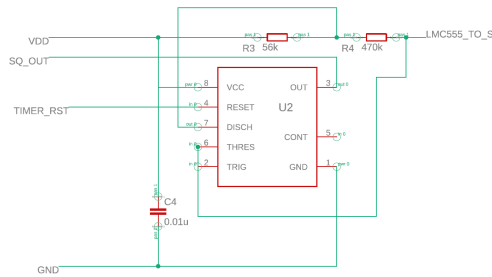 VDD
R3
56k
R4
470k
LMC555_TO_S
SQ_OUT
8
VCC
OUT
3
U2
TIMER_RST
4
RESET
7
DISCH
CONT
5
6
THRES
2
TRIG
GND
1
C4
0.01u
GND